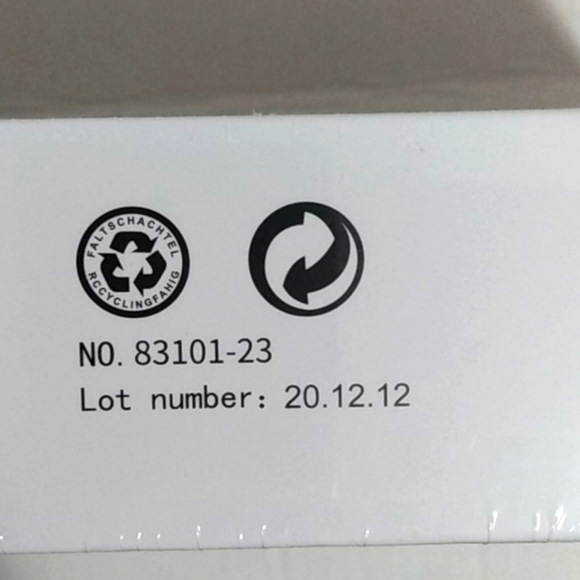 FALTSCHACHTEL
RCCYCLINGFAHIG
NO. 83101-23
Lot number: 20.12.12